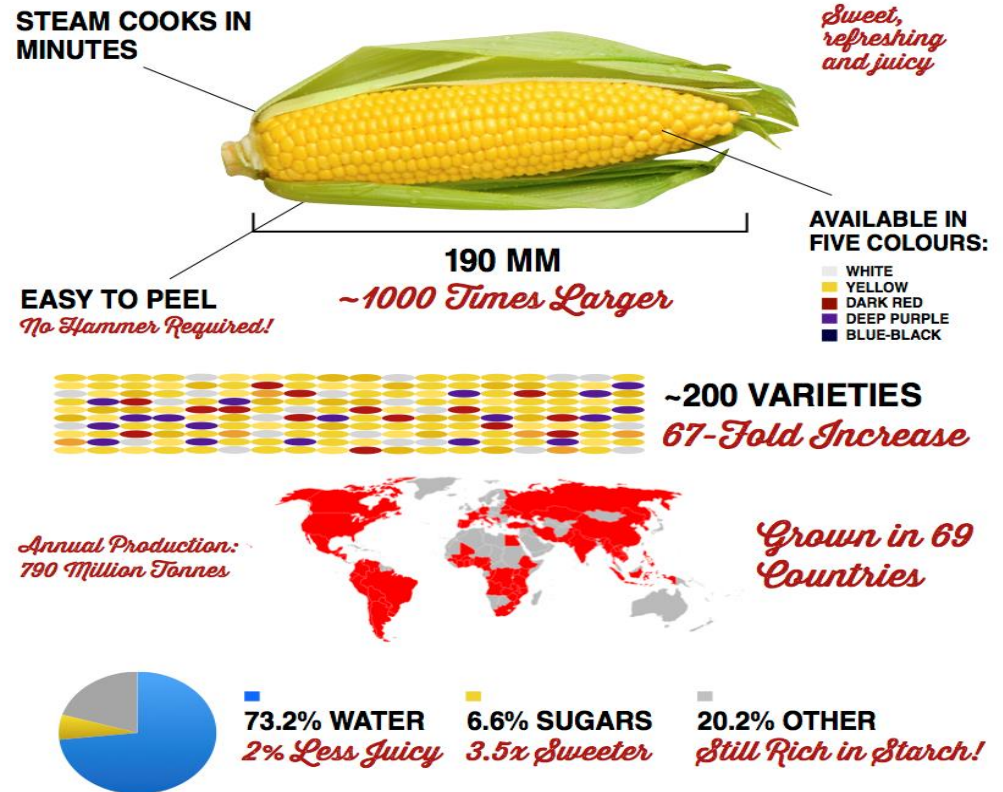 STEAM COOKS IN
MINUTES
Sweet,
refreshing
and juicy
AVAILABLE IN
FIVE COLOURS:
WHITE
YELLOW
DARK RED
DEEP PURPLE
BLUE-BLACK
190 MM
~1000 Times Larger
EASY TO PEEL
No Hammer Required!
~200 VARIETIES
67-Fold Increase
Annual Production:
790 Million Tonnes
Grown in 69
Countries
73.2% WATER
2% Less Juicy
6.6% SUGARS
3.5x Sweeter
20.2% OTHER
Still Rich in Starch!